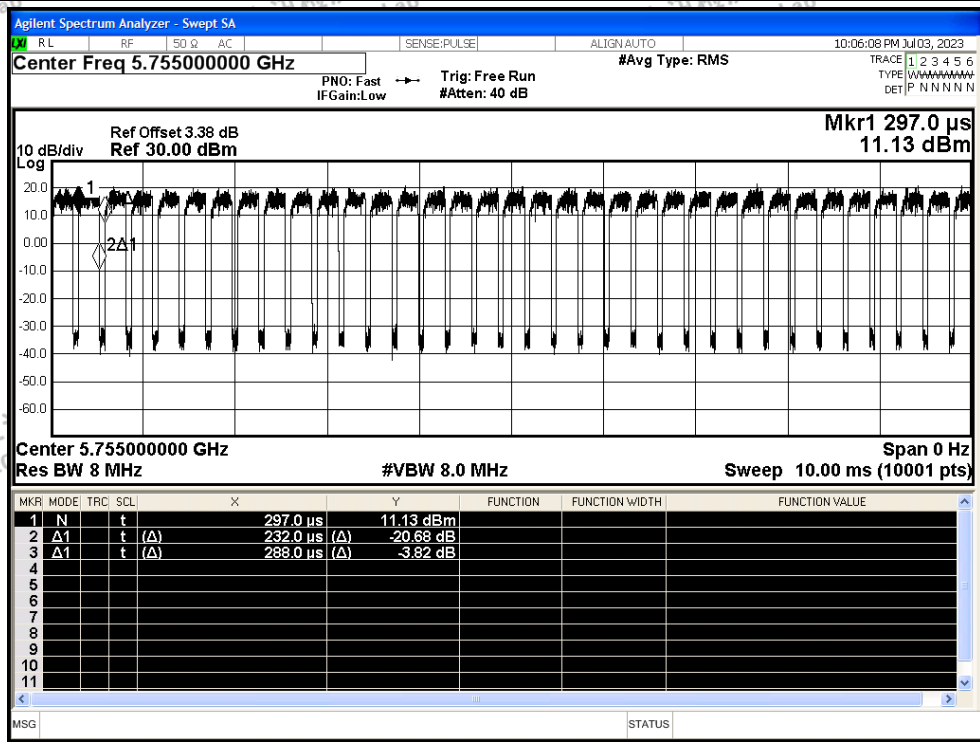 Agilent Spectrum Analyzer - Swept SA
LXI RL RF 50 Ω AC SENSE:PULSE ALIGN AUTO 10:06:08 PM Jul 03, 2023
Center Freq 5.755000000 GHz
PNO: Fast
IFGain:Low
Trig: Free Run
#Atten: 40 dB
#Avg Type: RMS
TRACE 1 2 3 4 5 6
TYPE
DET P N N N N N
Mkr1 297.0 µs
11.13 dBm
Ref Offset 3.38 dB
10 dB/div Ref 30.00 dBm
Log
20.0
10.0
0.00
-10.0
-20.0
-30.0
-40.0
-50.0
-60.0
1
2Δ1
Center 5.755000000 GHz Span 0 Hz
Res BW 8 MHz #VBW 8.0 MHz Sweep 10.00 ms (10001 pts)
MKR MODE TRC SCL X Y FUNCTION FUNCTION WIDTH FUNCTION VALUE
1 N t 297.0 µs 11.13 dBm
2 Δ1 t (Δ) 232.0 µs (Δ) -20.68 dB
3 Δ1 t (Δ) 288.0 µs (Δ) -3.82 dB
4
5
6
7
8
9
10
11
MSG STATUS